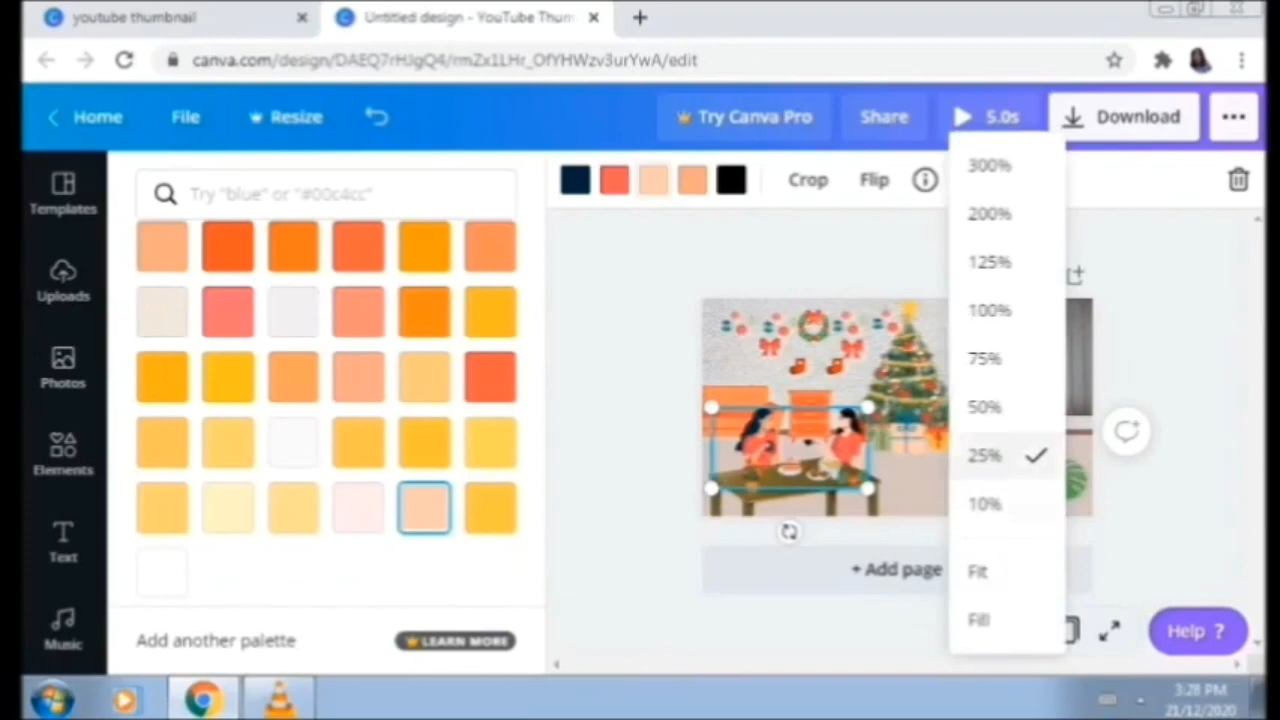 youtube thumbnail
Untitled design - YouTube Thum
canva.com/design/DAEQ7rHJgQ4/rmZx1LHr_OfYHWzv3urYwA/edit
Home File Resize Try Canva Pro Share 5.0s Download
Templates
Uploads
Photos
Elements
Text
Music
Try "blue" or "#00c4cc"
Add another palette LEARN MORE
Crop Flip
300%
200%
125%
100%
75%
50%
25%
10%
Fit
Fill
+ Add page
Help ?
3:28 PM
21/12/2020